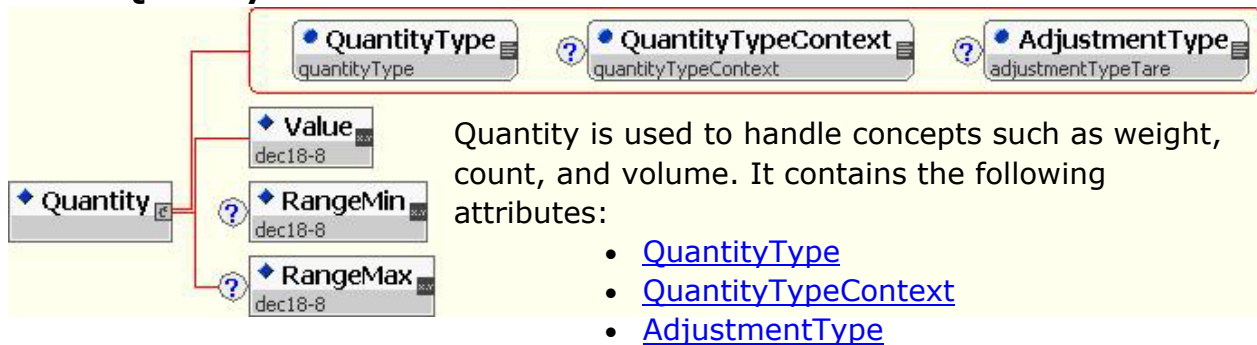 QuantityType
quantityType
?
QuantityTypeContext
quantityTypeContext
?
AdjustmentType
adjustmentTypeTare
Value
dec18-8
Quantity
?
RangeMin
dec18-8
?
RangeMax
dec18-8
Quantity is used to handle concepts such as weight,
count, and volume. It contains the following
attributes:
• QuantityType
• QuantityTypeContext
• AdjustmentType